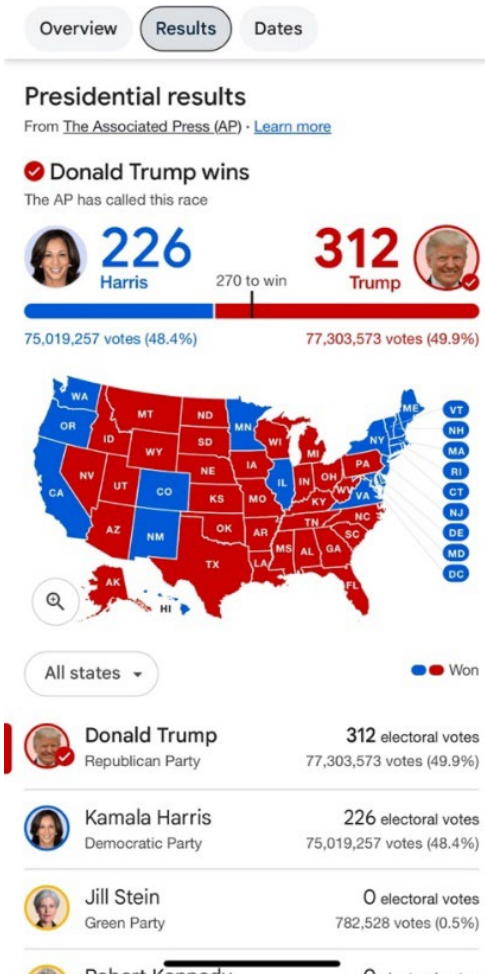 Overview Results Dates
Presidential results
From The Associated Press (AP) · Learn more
Donald Trump wins
The AP has called this race
226 312
Harris 270 to win Trump
75,019,257 votes (48.4%) 77,303,573 votes (49.9%)
WA
OR
CA
NV
ID
MT
WY
UT
AZ
CO
NM
ND
SD
NE
KS
OK
TX
MN
IA
MO
AR
LA
WI
IL
MI
IN
OH
KY
TN
MS
AL
GA
FL
SC
NC
VA
WV
PA
NY
ME
AK
HI
VT
NH
MA
RI
CT
NJ
DE
MD
DC
All states Won
Donald Trump 312 electoral votes
Republican Party 77,303,573 votes (49.9%)
Kamala Harris 226 electoral votes
Democratic Party 75,019,257 votes (48.4%)
Jill Stein 0 electoral votes
Green Party 782,528 votes (0.5%)